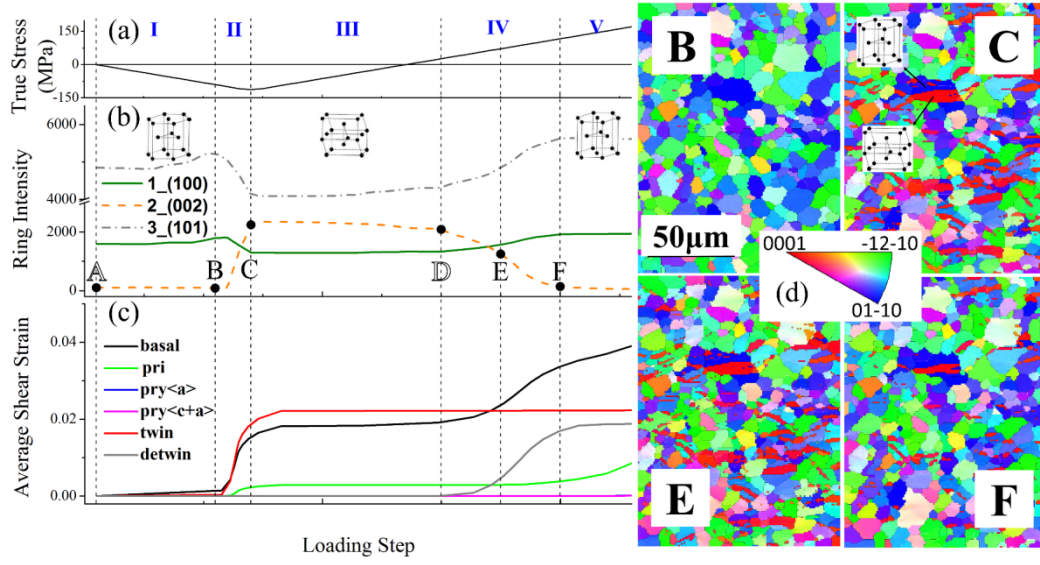 (a)
I
II
III
IV
V
True Stress
(MPa)
150
0
-150
(b)
Ring Intensity
6000
4000
2000
0
1_(100)
2_(002)
3_(101)
A
B
C
D
E
F
(c)
Average Shear Strain
0.04
0.02
0.00
basal
pri
pry<a>
pry<c+a>
twin
detwin
Loading Step
B
C
50μm
0001
-12-10
(d)
01-10
E
F